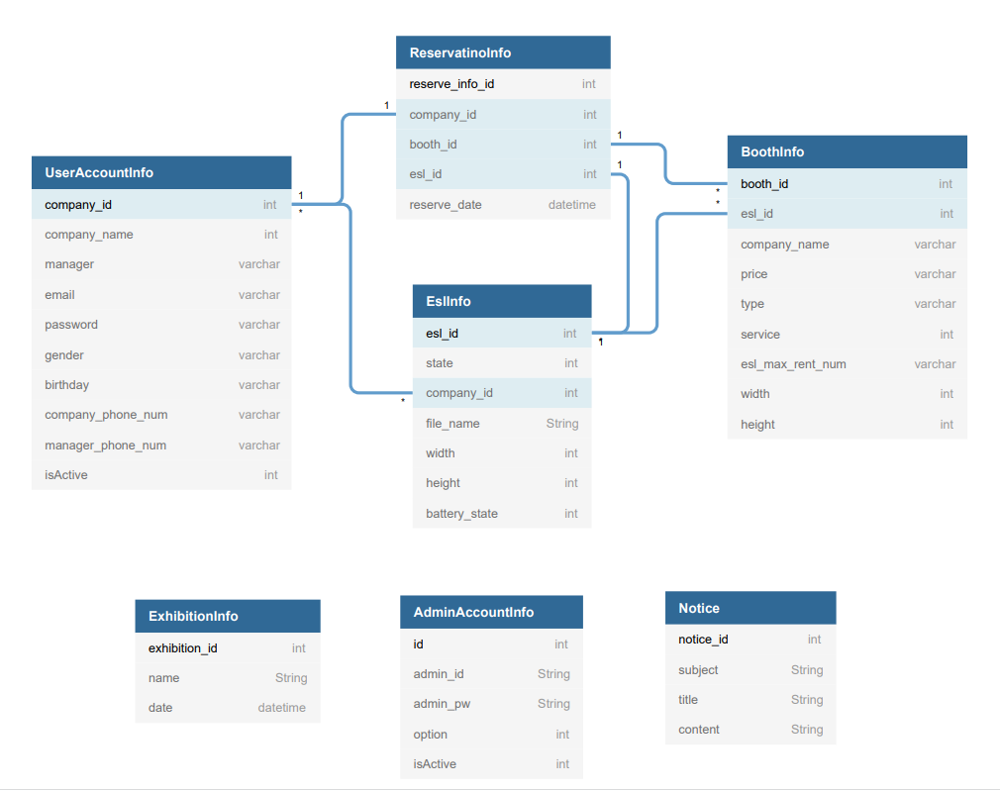 ReservatinoInfo
reserve_info_id int
1 company_id int
booth_id int 1
esl_id int 1
reserve_date datetime
UserAccountInfo
company_id int 1
*
company_name int
manager varchar
email varchar
password varchar
gender varchar
birthday varchar
company_phone_num varchar
manager_phone_num varchar
isActive int
EslInfo
esl_id int
1
state int
company_id int
*
file_name String
width int
height int
battery_state int
BoothInfo
booth_id int
*
*
esl_id int
company_name varchar
price varchar
type varchar
service int
esl_max_rent_num varchar
width int
height int
ExhibitionInfo
exhibition_id int
name String
date datetime
AdminAccountInfo
id int
admin_id String
admin_pw String
option int
isActive int
Notice
notice_id int
subject String
title String
content String